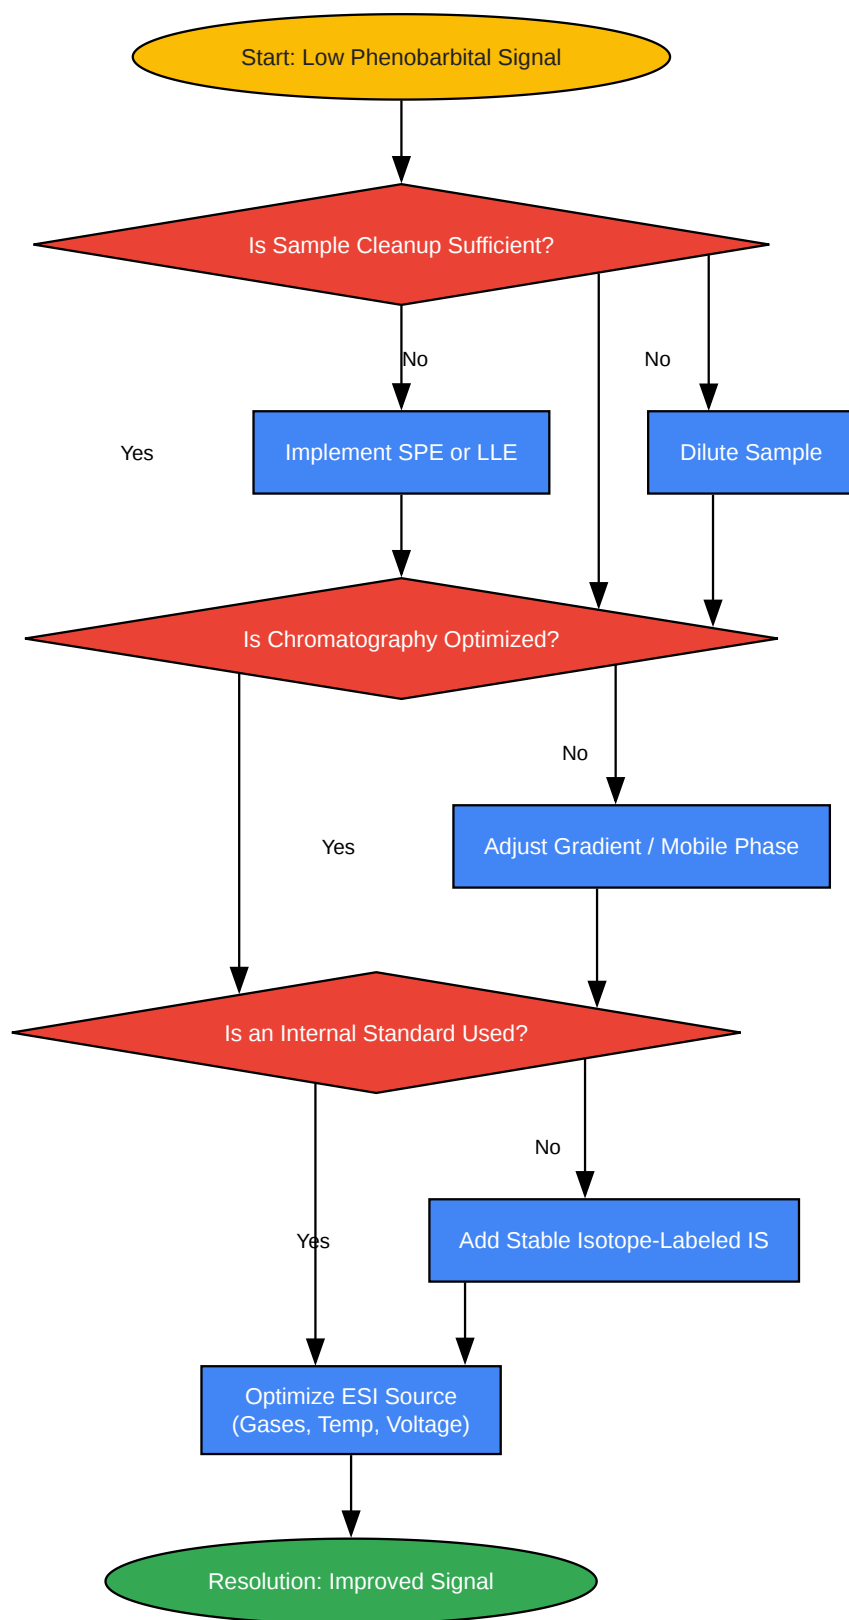 Start: Low Phenobarbital Signal
Is Sample Cleanup Sufficient?
No
No
Yes
Implement SPE or LLE
Dilute Sample
Is Chromatography Optimized?
No
Yes
Adjust Gradient / Mobile Phase
Is an Internal Standard Used?
No
Yes
Add Stable Isotope-Labeled IS
Optimize ESI Source
(Gases, Temp, Voltage)
Resolution: Improved Signal